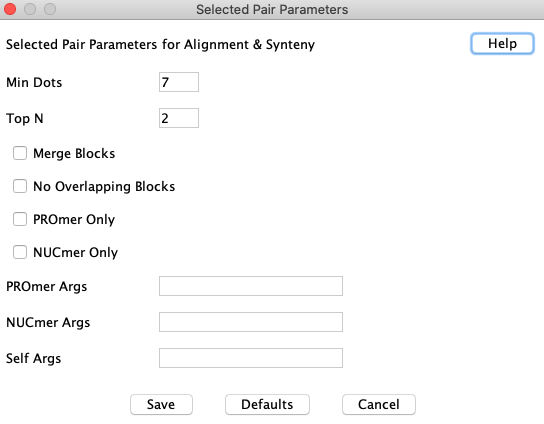 Selected Pair Parameters
Selected Pair Parameters for Alignment & Synteny Help
Min Dots 7
Top N 2
Merge Blocks
No Overlapping Blocks
PROmer Only
NUCmer Only
PROmer Args
NUCmer Args
Self Args
Save Defaults Cancel